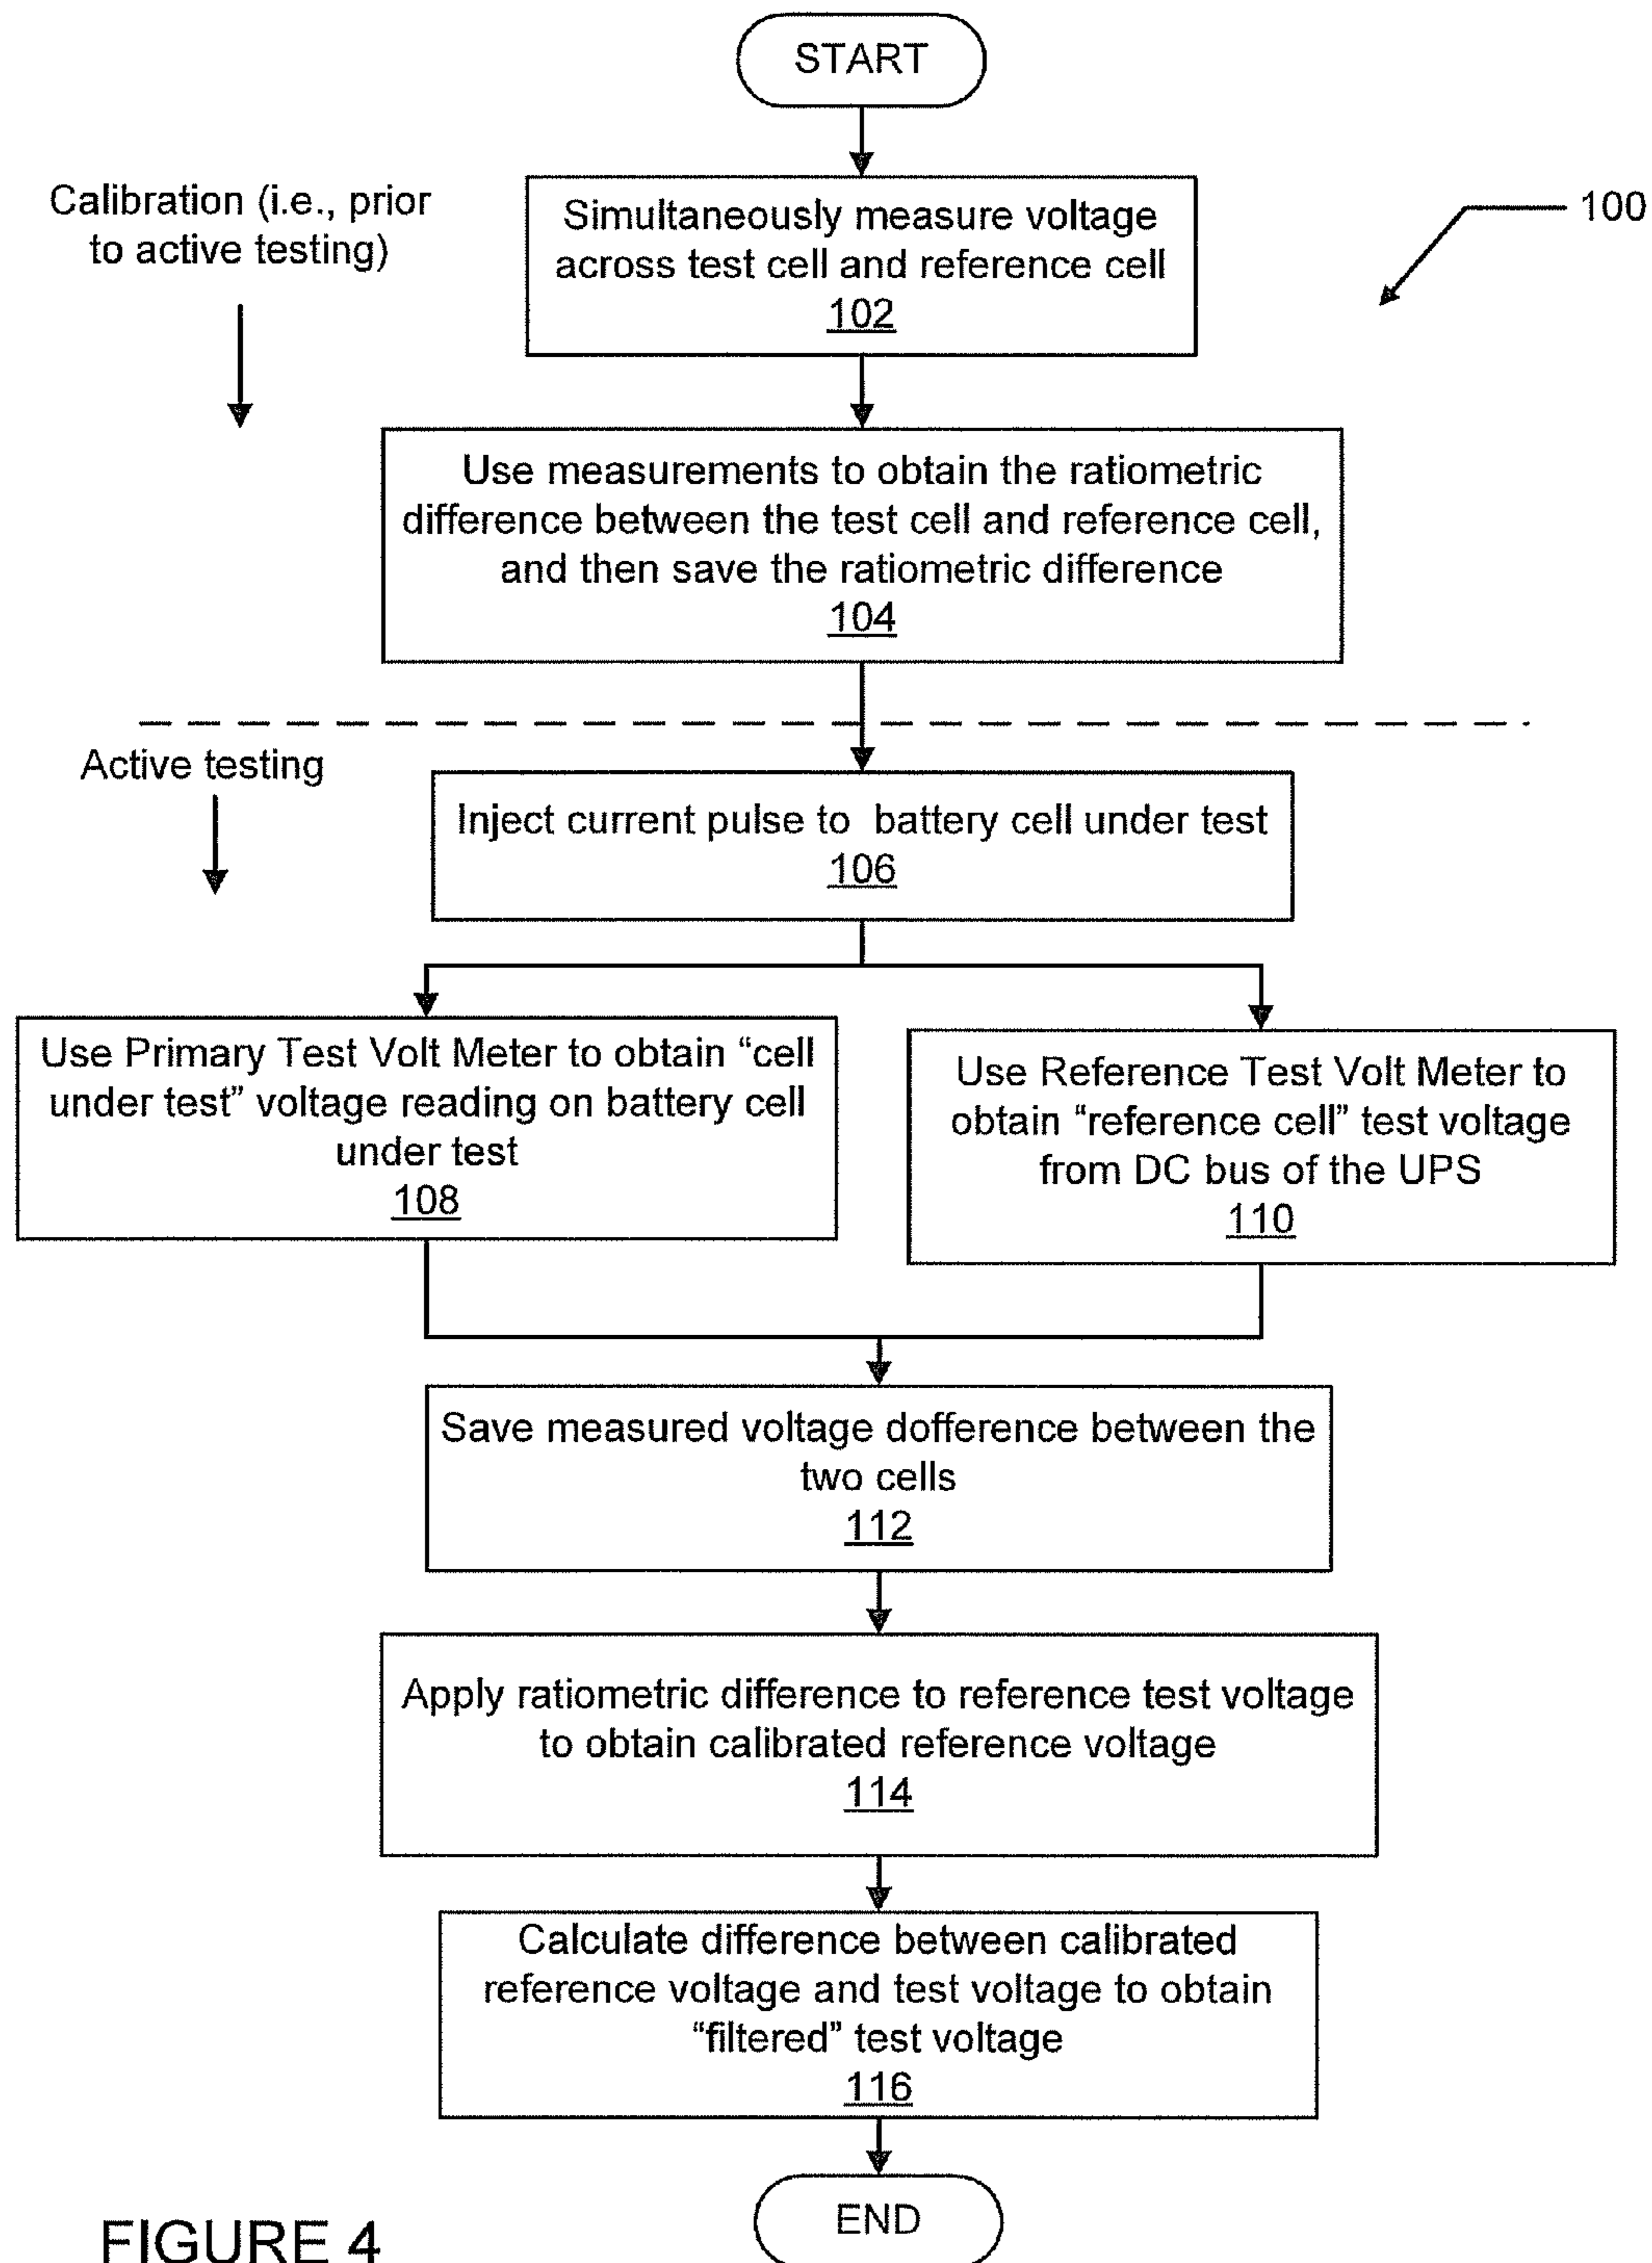 START
Calibration (i.e., prior
to active testing)
Simultaneously measure voltage
across test cell and reference cell
102
100
Use measurements to obtain the ratiometric
difference between the test cell and reference cell,
and then save the ratiometric difference
104
Active testing
Inject current pulse to battery cell under test
106
Use Primary Test Volt Meter to obtain “cell
under test” voltage reading on battery cell
under test
108
Use Reference Test Volt Meter to
obtain “reference cell” test voltage
from DC bus of the UPS
110
Save measured voltage dofference between the
two cells
112
Apply ratiometric difference to reference test voltage
to obtain calibrated reference voltage
114
Calculate difference between calibrated
reference voltage and test voltage to obtain
“filtered” test voltage
116
END
FIGURE 4